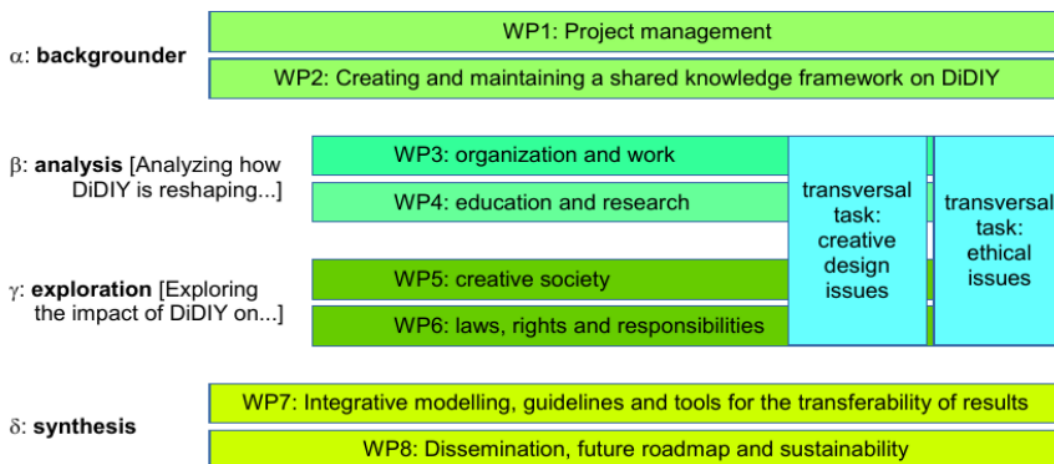 α: backgrounder
WP1: Project management
WP2: Creating and maintaining a shared knowledge framework on DiDIY
β: analysis [Analyzing how
DiDIY is reshaping...]
WP3: organization and work
WP4: education and research
γ: exploration [Exploring
the impact of DiDIY on...]
WP5: creative society
WP6: laws, rights and responsibilities
transversal
task:
creative
design
issues
transversal
task:
ethical
issues
δ: synthesis
WP7: Integrative modelling, guidelines and tools for the transferability of results
WP8: Dissemination, future roadmap and sustainability